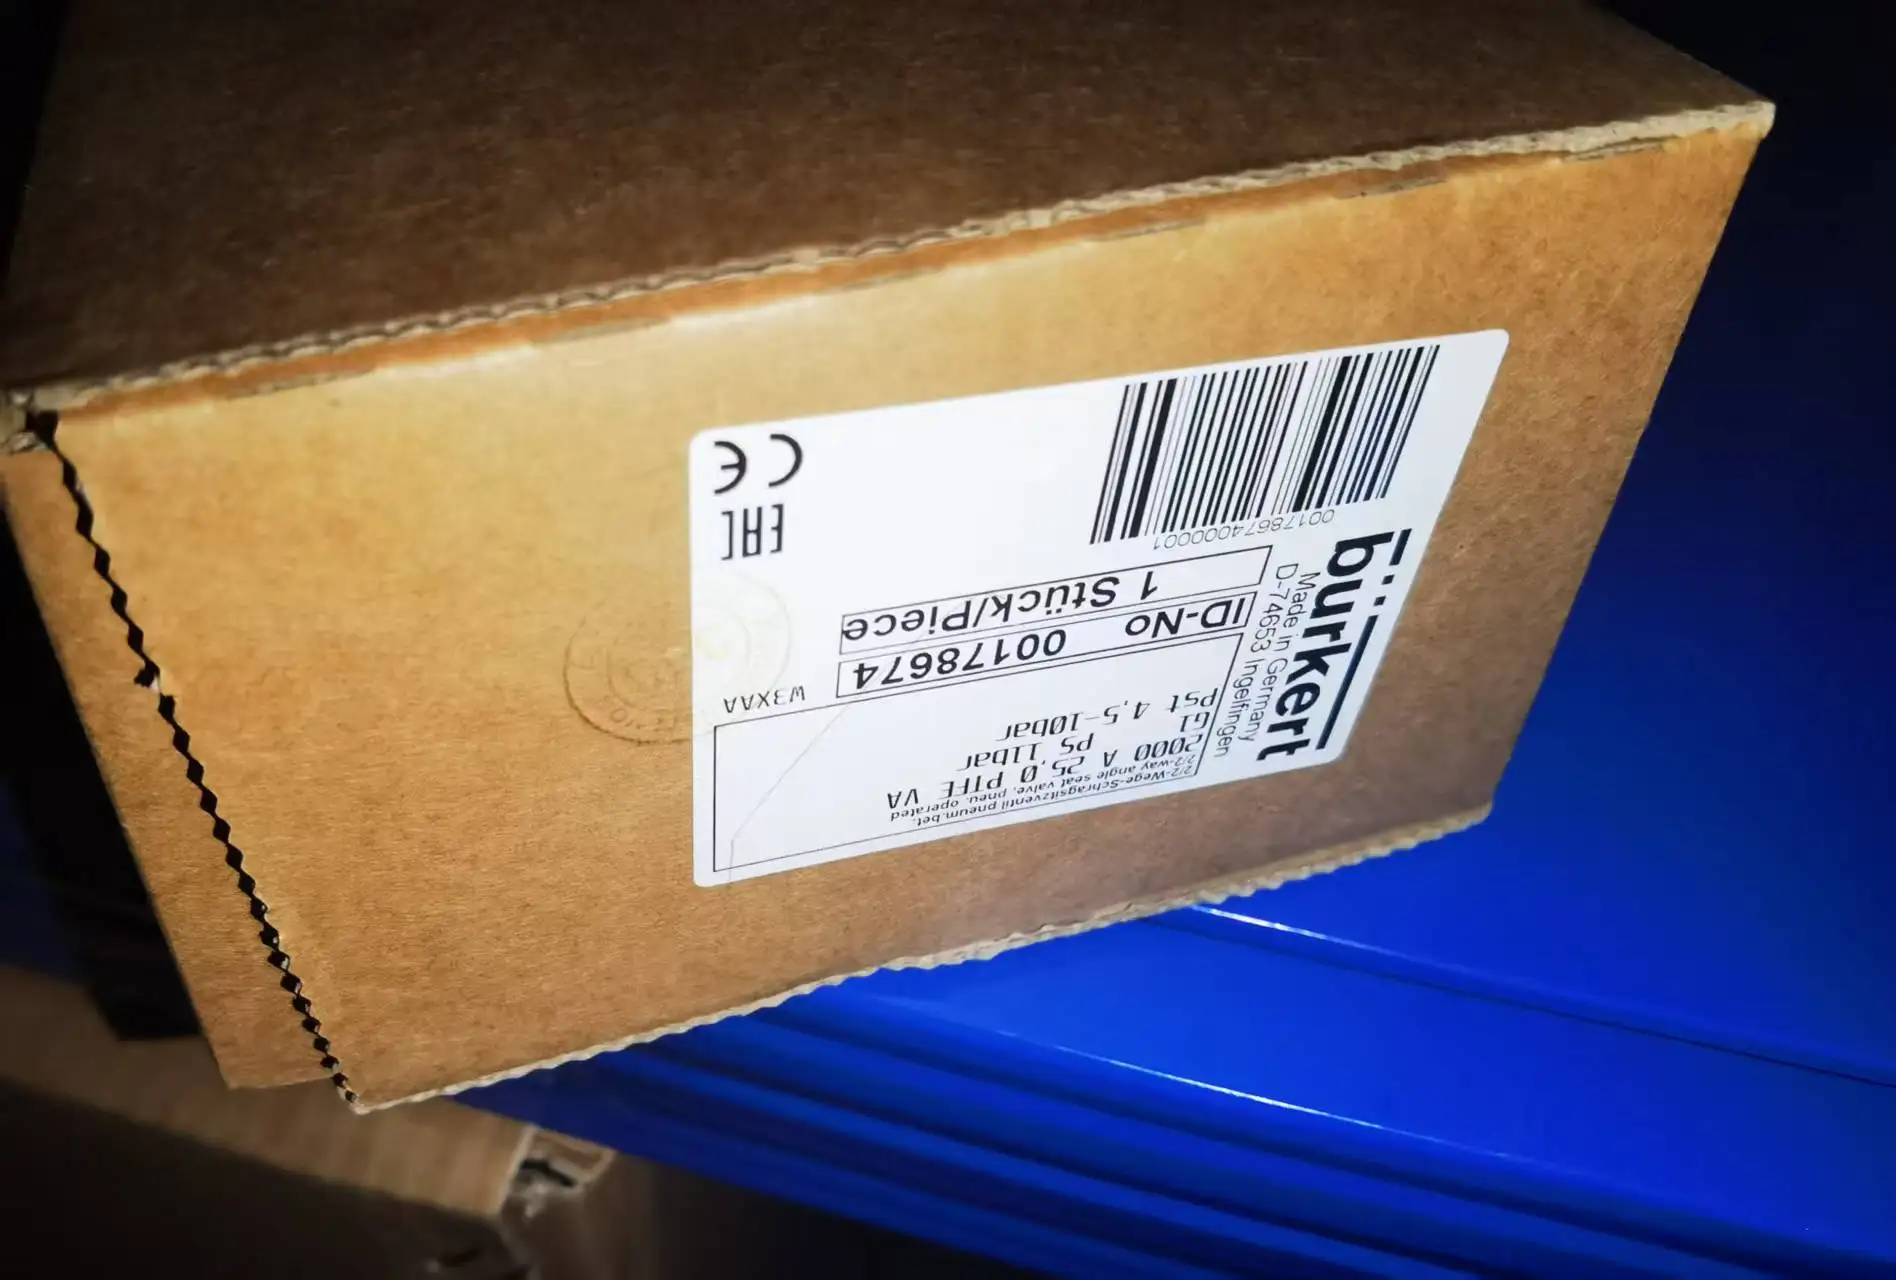 2/2-Wege-Schrägsitzventil pneum.bet.
2/2-way angle seat valve, pneu. operated
2000 A 25,0 PTFE VA
G1 PS 11bar
Pst 4,5-10bar
W3XAA
ID-No 00178674
1 Stück/Piece
bürkert
Made in Germany
D-74653 Ingelfingen
00178674000001
EAC
CE